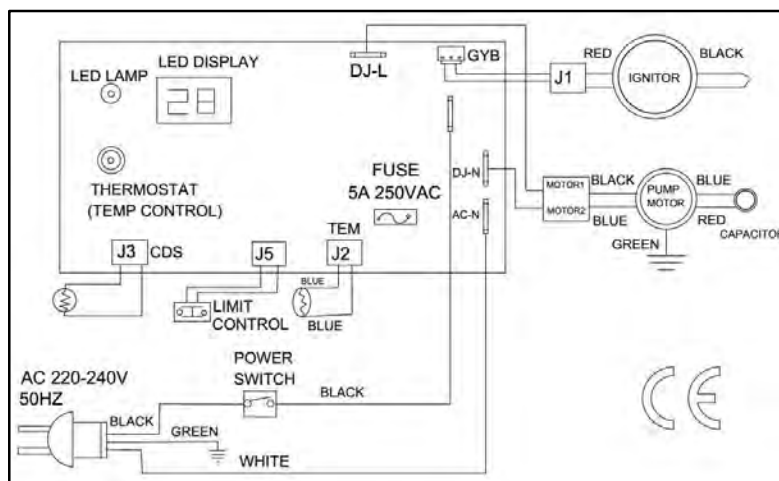 LED DISPLAY
LED LAMP
28
DJ-L
GYB
J1
RED
IGNITOR
BLACK
THERMOSTAT
(TEMP CONTROL)
FUSE
5A 250VAC
DJ-N
AC-N
MOTOR1
MOTOR2
BLACK
BLUE
PUMP
MOTOR
BLUE
RED
CAPACITOR
GREEN
J3
CDS
J5
TEM
J2
LIMIT
CONTROL
BLUE
BLUE
POWER
SWITCH
AC 220-240V
50HZ
BLACK
BLACK
GREEN
WHITE
CE